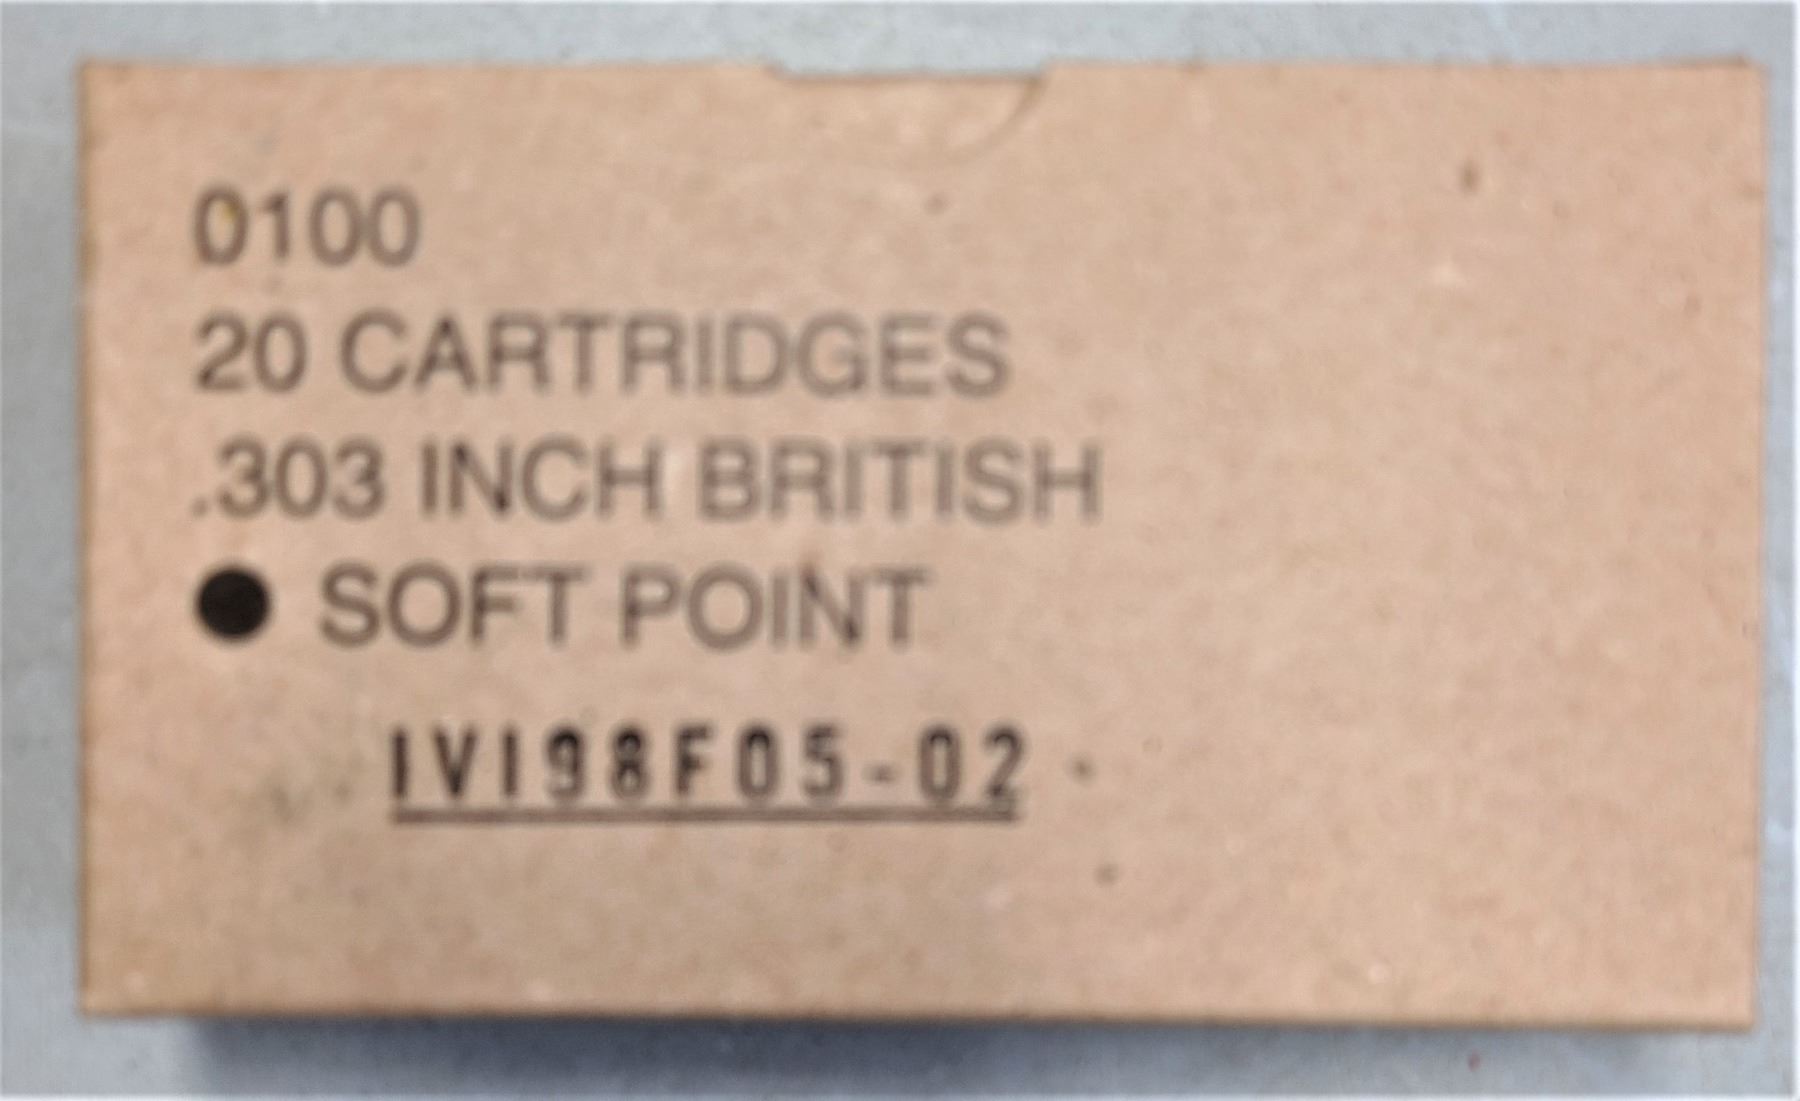 0100
20 CARTRIDGES
.303 INCH BRITISH
● SOFT POINT
IVI98F05-02